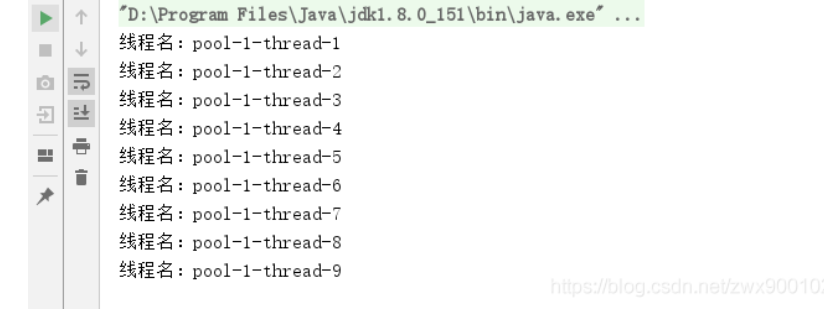 "D:\Program Files\Java\jdk1.8.0_151\bin\java.exe" ...
线程名：pool-1-thread-1
线程名：pool-1-thread-2
线程名：pool-1-thread-3
线程名：pool-1-thread-4
线程名：pool-1-thread-5
线程名：pool-1-thread-6
线程名：pool-1-thread-7
线程名：pool-1-thread-8
线程名：pool-1-thread-9
https://blog.csdn.net/zwx90010